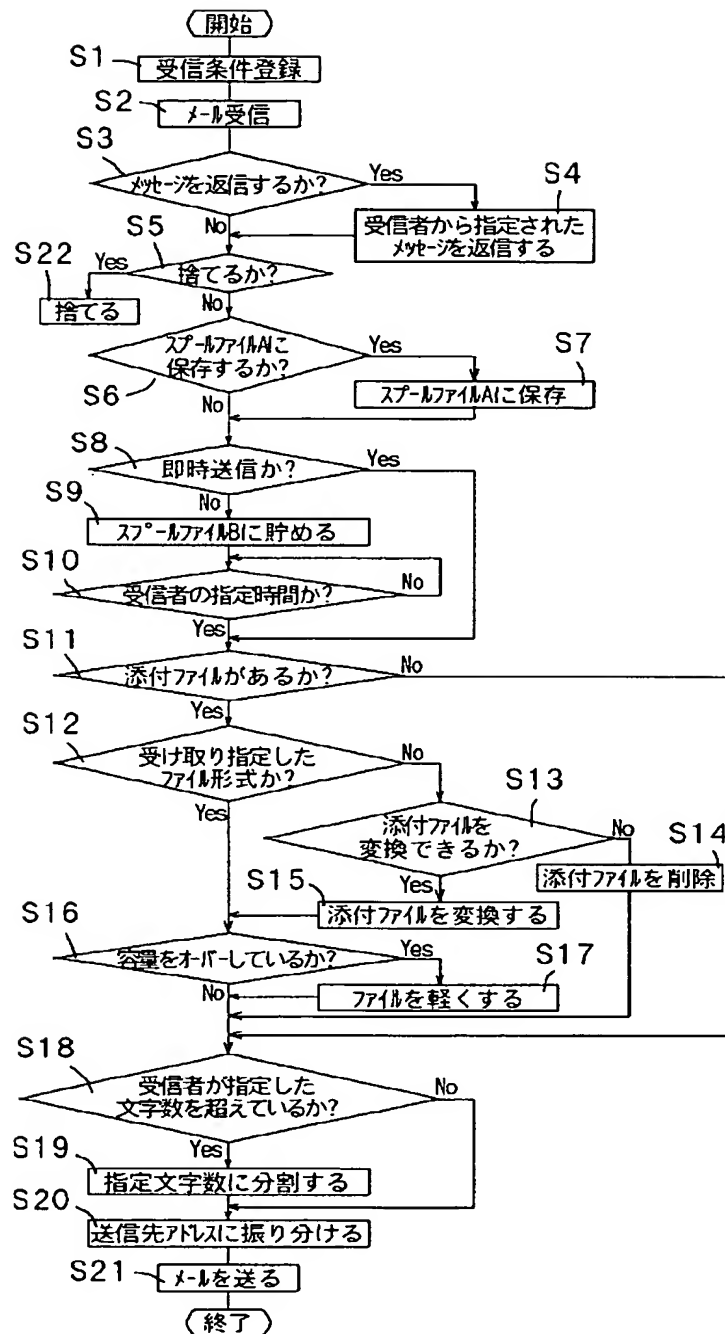 開始
S1
受信条件登録
S2
メール受信
S3
メッセージを返信するか?
Yes
S4
受信者から指定された
メッセージを返信する
No
S5
S22
Yes
捨てるか?
捨てる
No
スプールファイルAに
保存するか?
Yes
S7
S6
スプールファイルAに保存
No
S8
即時送信か?
Yes
S9
No
スプールファイルBに貯める
S10
受信者の指定時間か?
No
Yes
S11
添付ファイルがあるか?
No
Yes
S12
受け取り指定した
ファイル形式か?
No
S13
Yes
添付ファイルを
変換できるか?
No
S14
添付ファイルを削除
S15
Yes
添付ファイルを変換する
S16
容量をオーバーしているか?
Yes
S17
No
ファイルを軽くする
S18
受信者が指定した
文字数を超えているか?
No
S19
Yes
指定文字数に分割する
S20
送信先アドレスに振り分ける
S21
メールを送る
終了